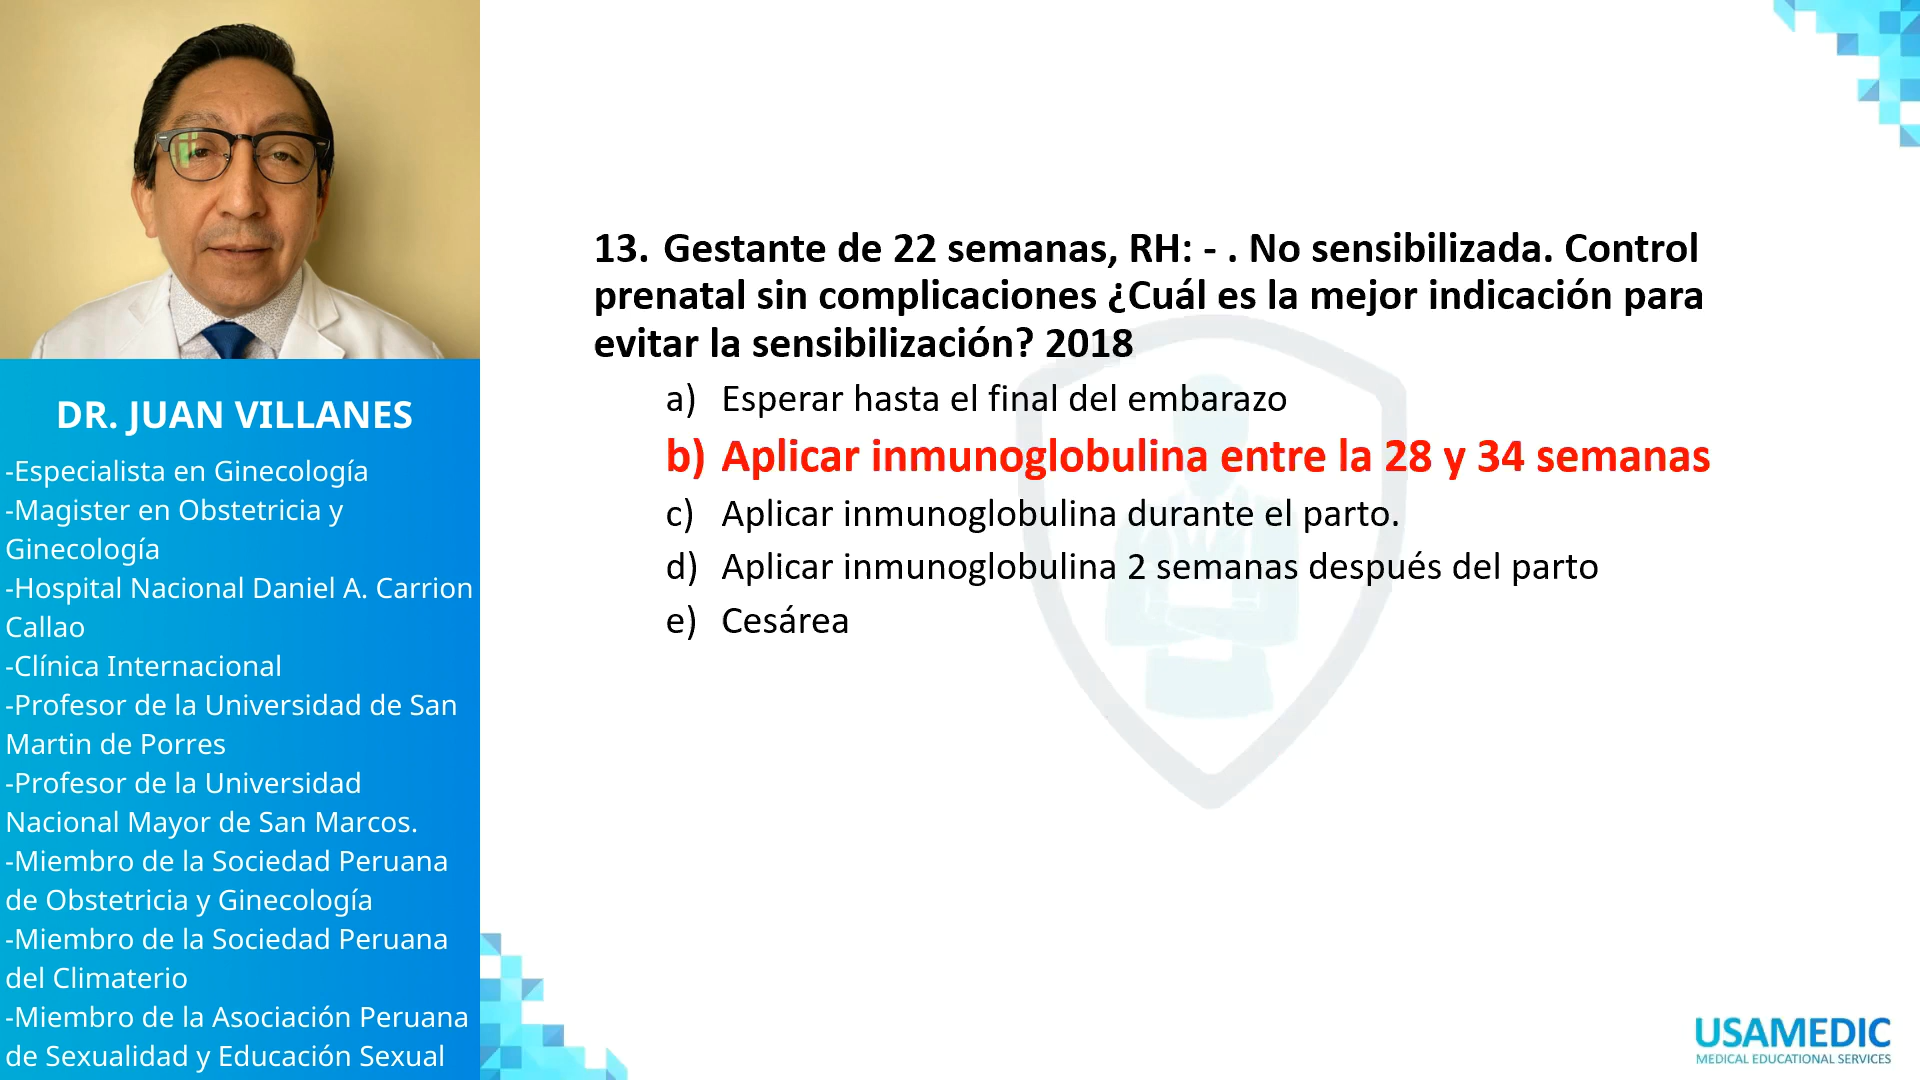 DR. JUAN VILLANES
-Especialista en Ginecología
-Magister en Obstetricia y
Ginecología
-Hospital Nacional Daniel A. Carrion
Callao
-Clínica Internacional
-Profesor de la Universidad de San
Martin de Porres
-Profesor de la Universidad
Nacional Mayor de San Marcos.
-Miembro de la Sociedad Peruana
de Obstetricia y Ginecología
-Miembro de la Sociedad Peruana
del Climaterio
-Miembro de la Asociación Peruana
de Sexualidad y Educación Sexual
13. Gestante de 22 semanas, RH: - . No sensibilizada. Control
prenatal sin complicaciones ¿Cuál es la mejor indicación para
evitar la sensibilización? 2018
a) Esperar hasta el final del embarazo
b) Aplicar inmunoglobulina entre la 28 y 34 semanas
c) Aplicar inmunoglobulina durante el parto.
d) Aplicar inmunoglobulina 2 semanas después del parto
e) Cesárea
USAMEDIC
MEDICAL EDUCATIONAL SERVICES